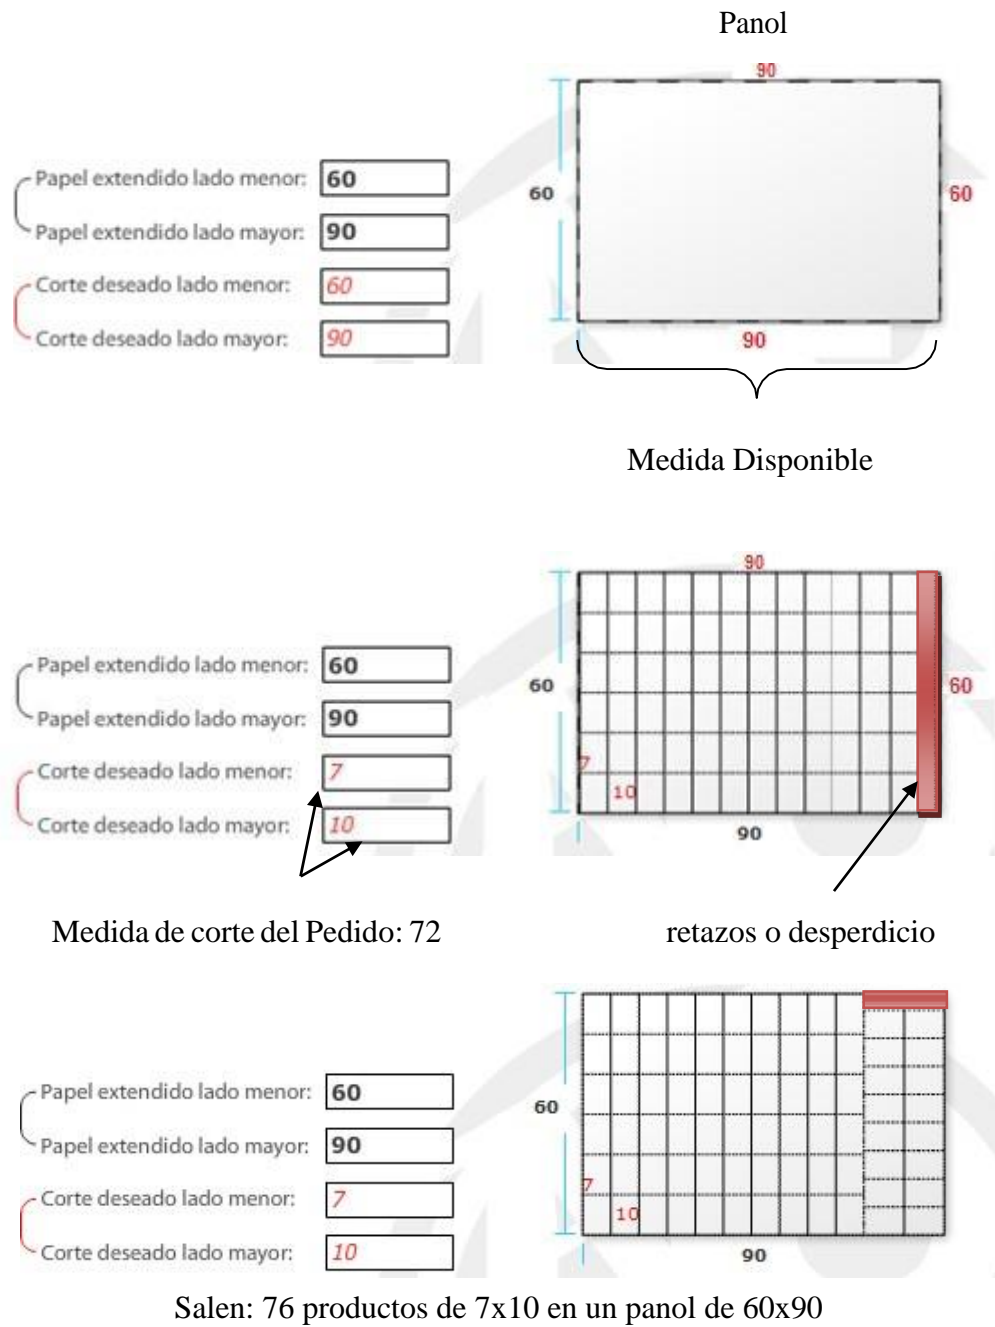 Panol
90
Papel extendido lado menor: 60
60
60
Papel extendido lado mayor: 90
Corte deseado lado menor: 60
Corte deseado lado mayor: 90
90
Medida Disponible
90
Papel extendido lado menor: 60
60
60
Papel extendido lado mayor: 90
Corte deseado lado menor: 7
7
10
Corte deseado lado mayor: 10
90
Medida de corte del Pedido: 72
retazos o desperdicio
Papel extendido lado menor: 60
60
Papel extendido lado mayor: 90
Corte deseado lado menor: 7
7
10
Corte deseado lado mayor: 10
90
Salen: 76 productos de 7x10 en un panol de 60x90